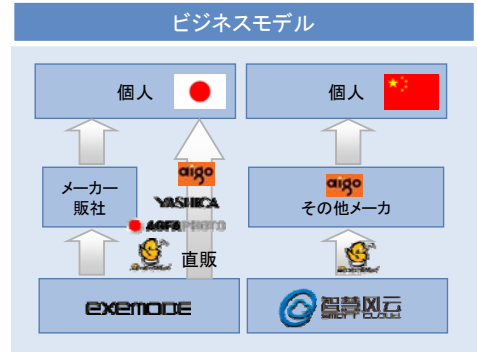 ビジネスモデル
個人
個人
メーカー
販社
aigo
YASHICA
AGFAPHOTO
直販
aigo
その他メーカ
exemode
智慧风云
SMART CLOUD